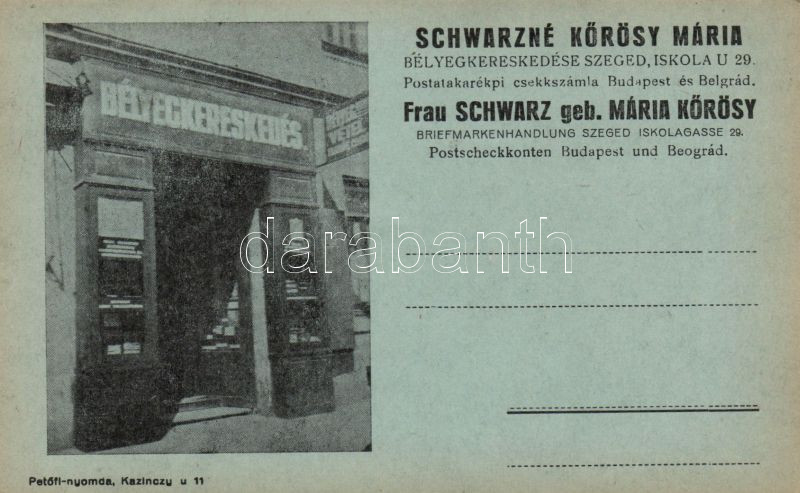 SCHWARZNÉ KŐRÖSY MÁRIA
BÉLYEGKERESKEDÉSE SZEGED, ISKOLA U 29.
Postatakarékpi csekkszámla Budapest és Belgrád.
Frau SCHWARZ geb. MÁRIA KŐRÖSY
BRIEFMARKENHANDLUNG SZEGED ISKOLAGASSE 29.
Postscheckkonten Budapest und Beográd.
BÉLYEGKERESKEDÉS.
VÉTEL
darabanth
Petőfi-nyomda, Kazinczy u 11